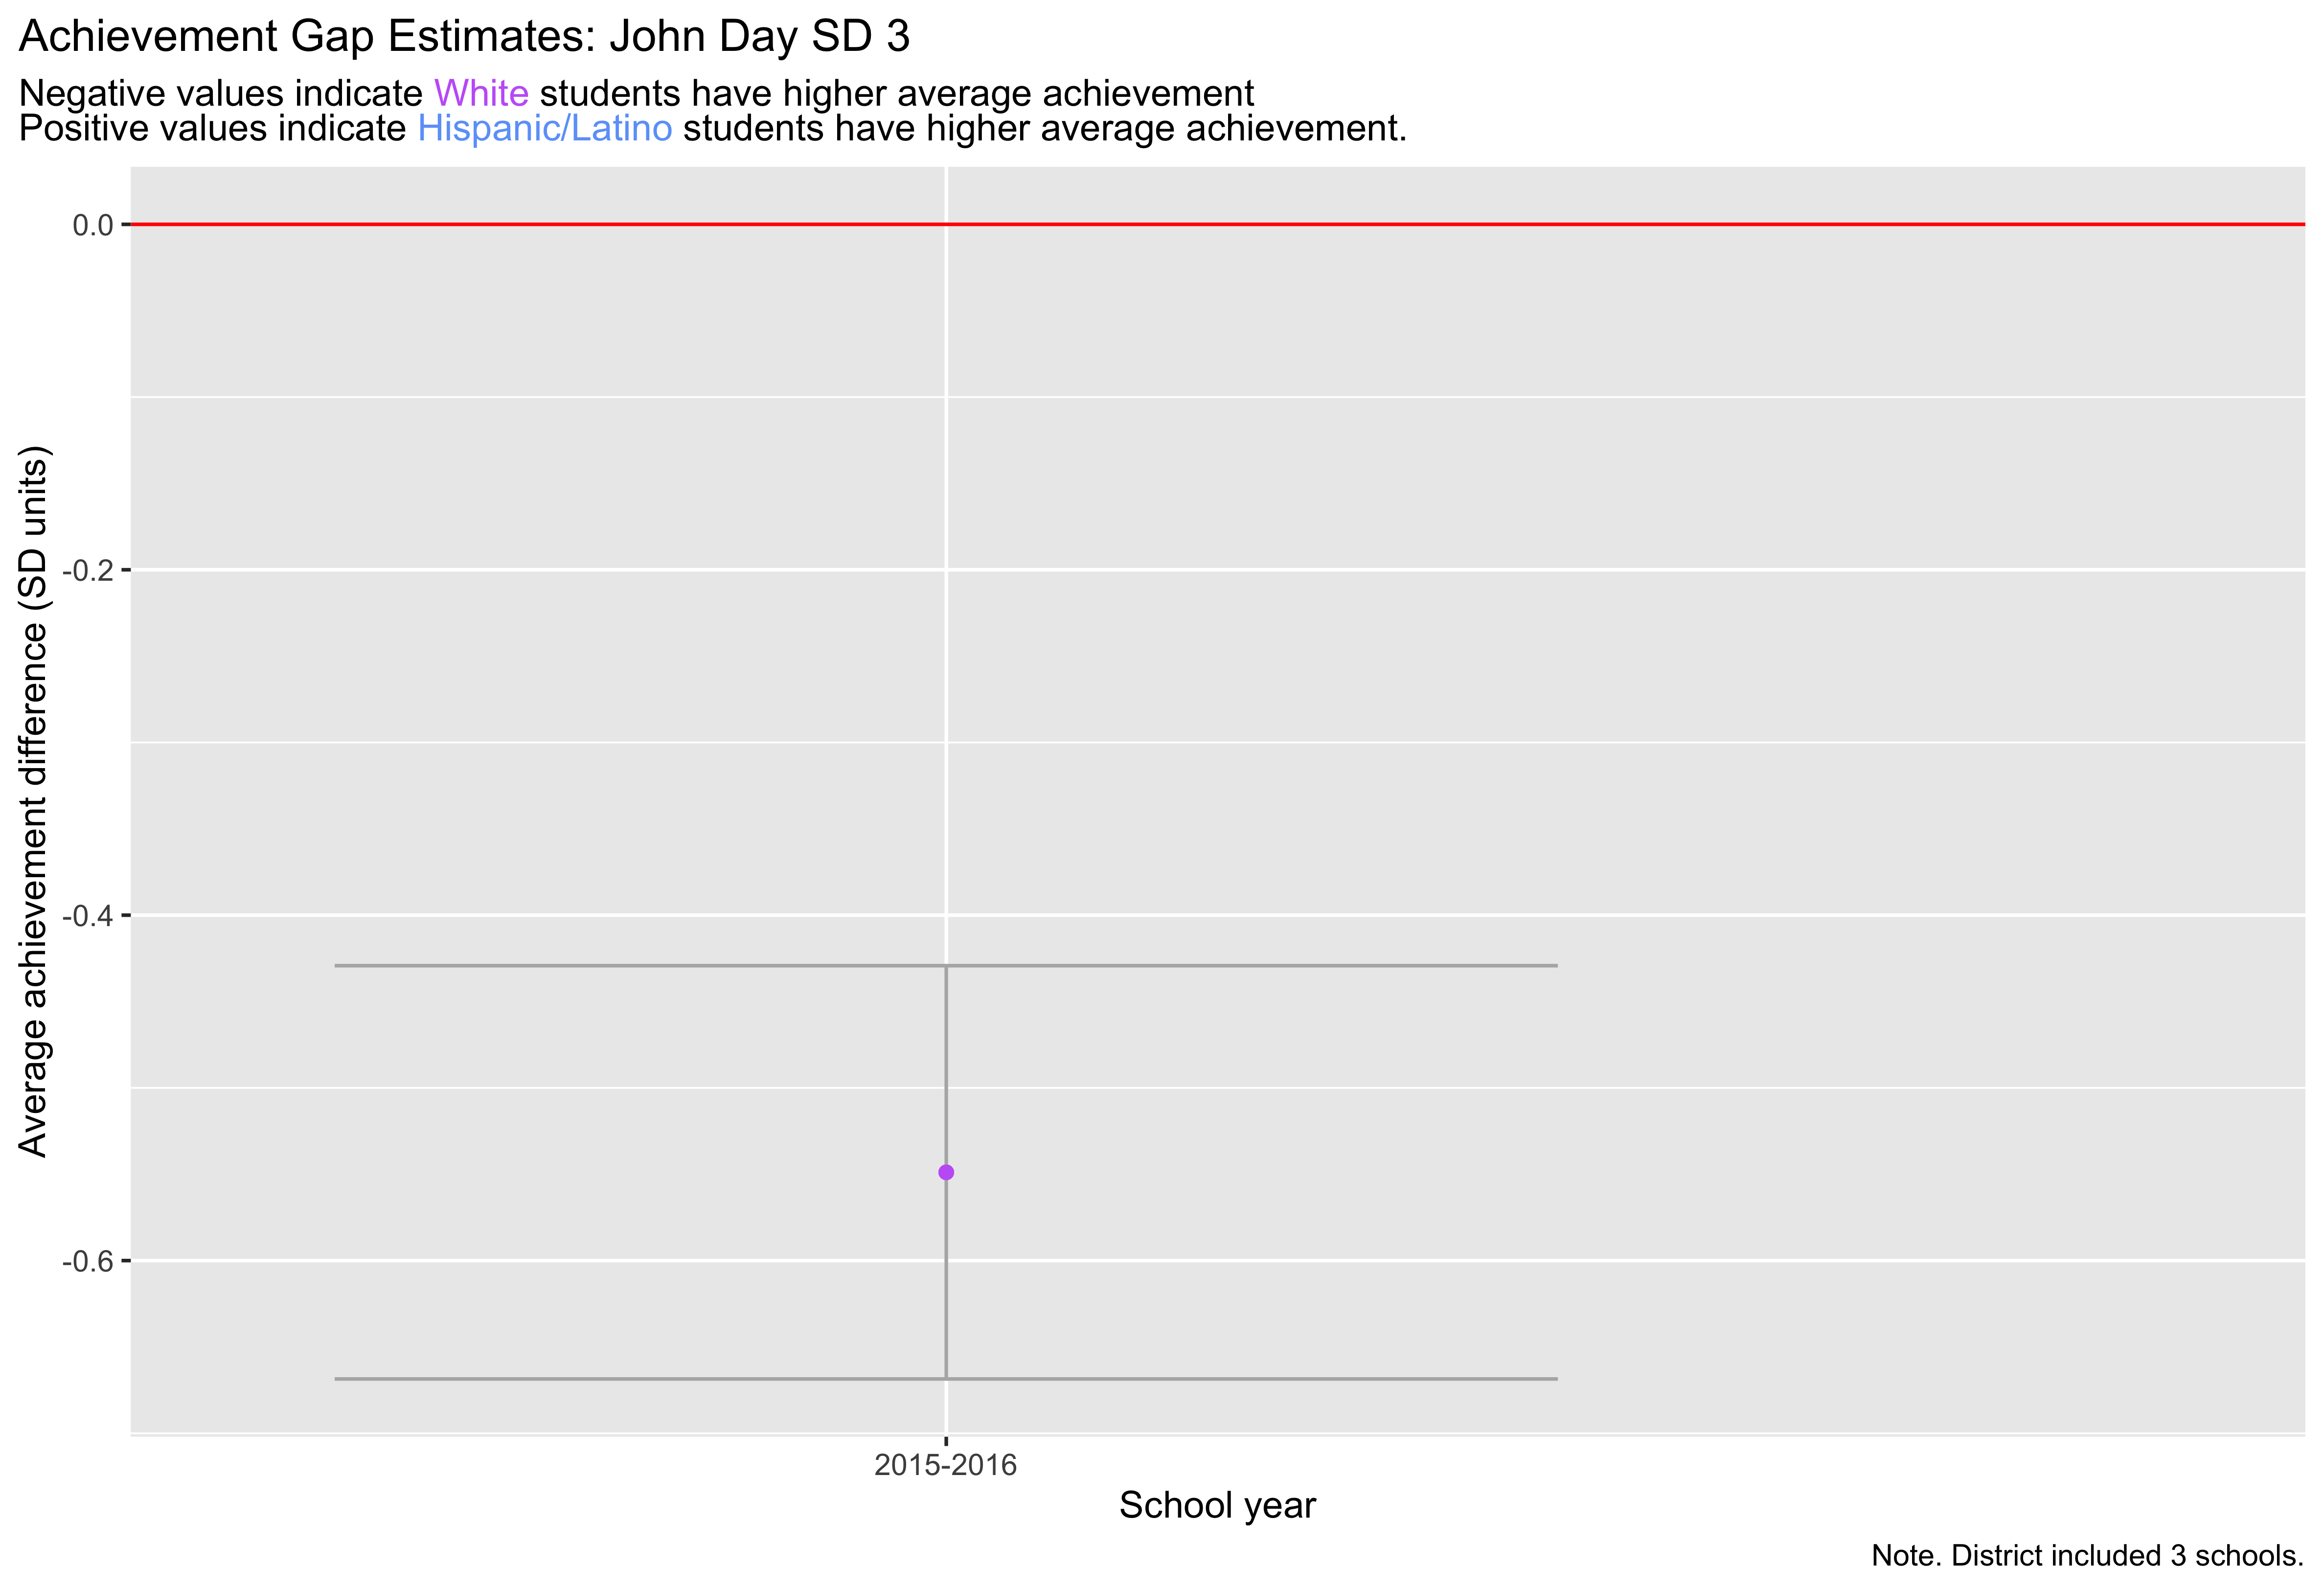 Achievement Gap Estimates: John Day SD 3
Negative values indicate White students have higher average achievement
Positive values indicate Hispanic/Latino students have higher average achievement.
Average achievement difference (SD units)
0.0
-0.2
-0.4
-0.6
2015-2016
School year
Note. District included 3 schools.